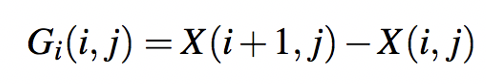 G_i(i, j) = X(i+1, j) − X(i, j)